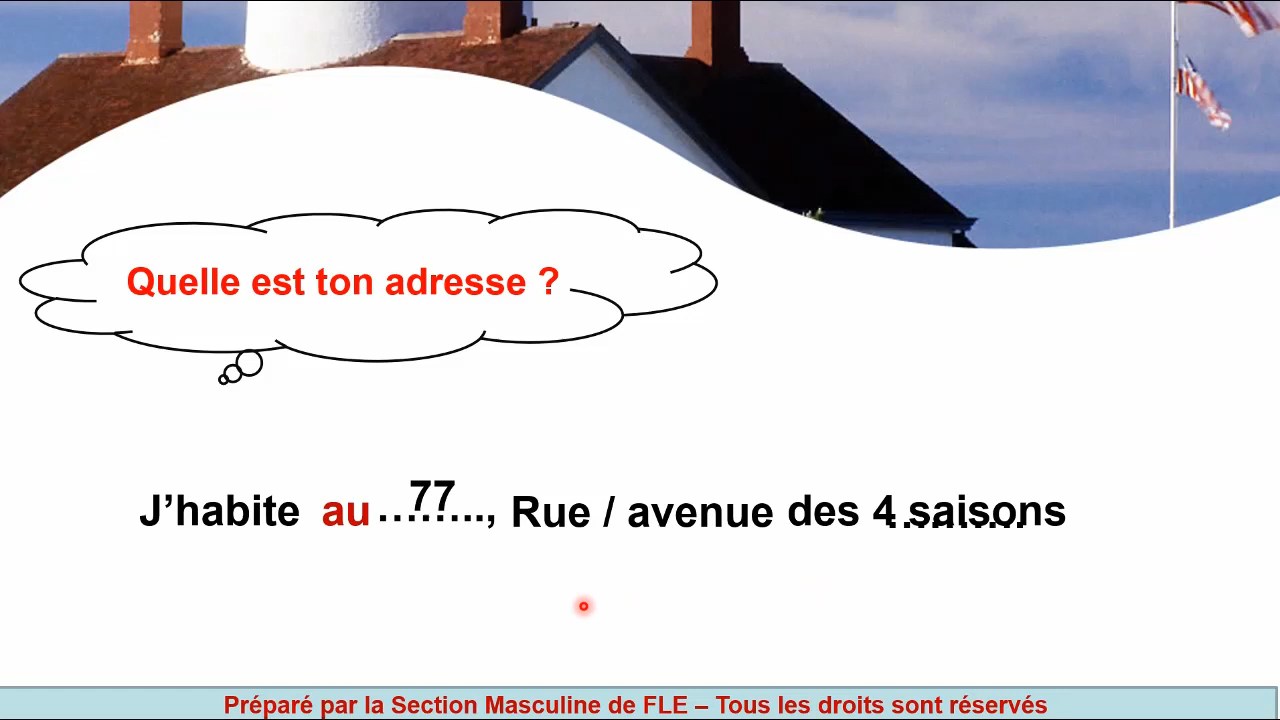 Quelle est ton adresse ?
J’habite au ...77....., Rue / avenue des 4 saisons
Préparé par la Section Masculine de FLE – Tous les droits sont réservés